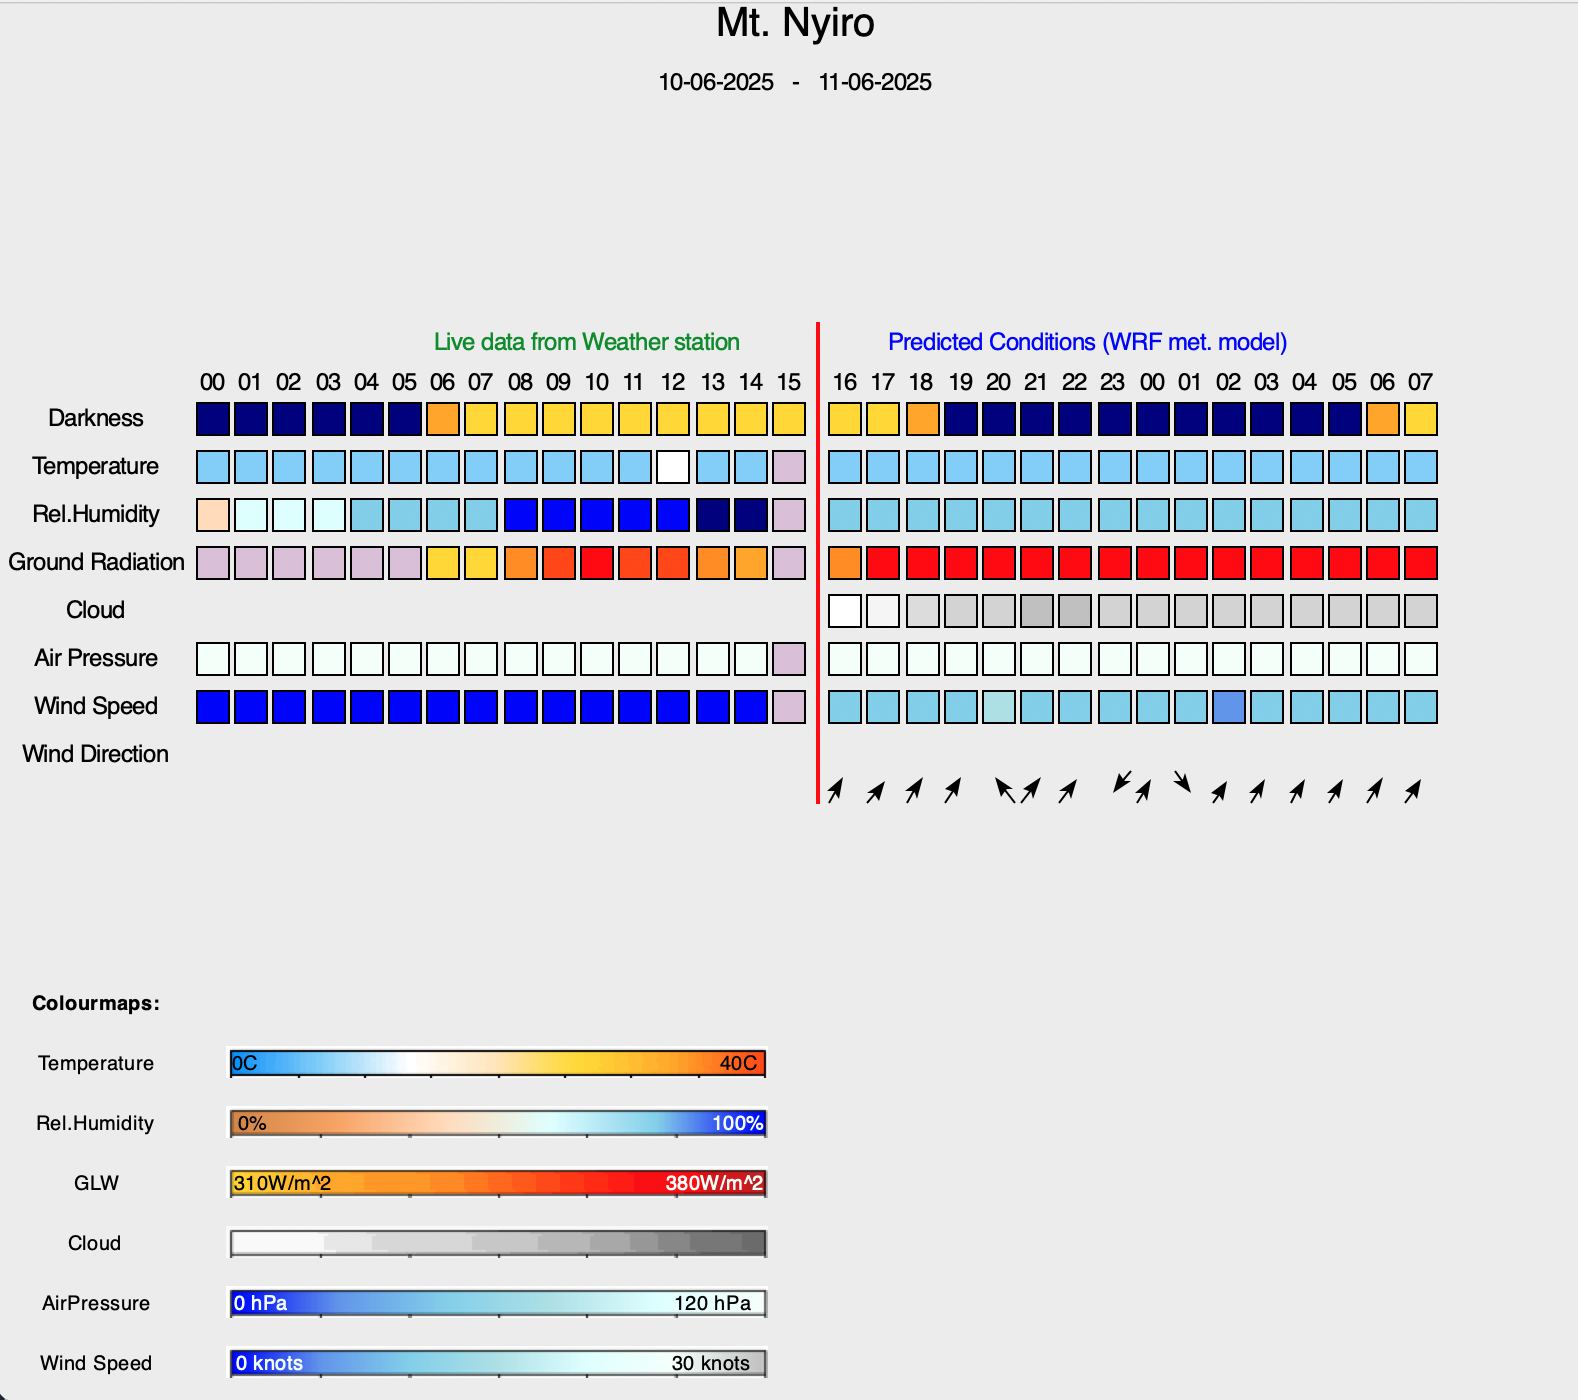 Mt. Nyiro
10-06-2025 - 11-06-2025
Live data from Weather station
Predicted Conditions (WRF met. model)
00 01 02 03 04 05 06 07 08 09 10 11 12 13 14 15 16 17 18 19 20 21 22 23 00 01 02 03 04 05 06 07
Darkness
Temperature
Rel.Humidity
Ground Radiation
Cloud
Air Pressure
Wind Speed
Wind Direction
Colourmaps:
Temperature 0C 40C
Rel.Humidity 0% 100%
GLW 310W/m^2 380W/m^2
Cloud
AirPressure 0 hPa 120 hPa
Wind Speed 0 knots 30 knots